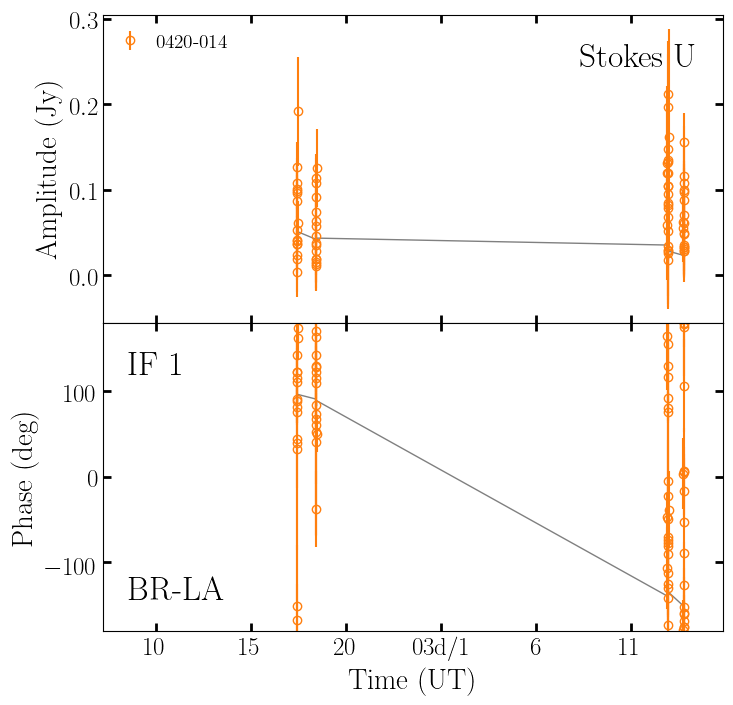 0420-014
Stokes U
0.3
0.2
0.1
0.0
Amplitude (Jy)
IF 1
100
0
−100
Phase (deg)
BR-LA
10 15 20 03d/1 6 11
Time (UT)